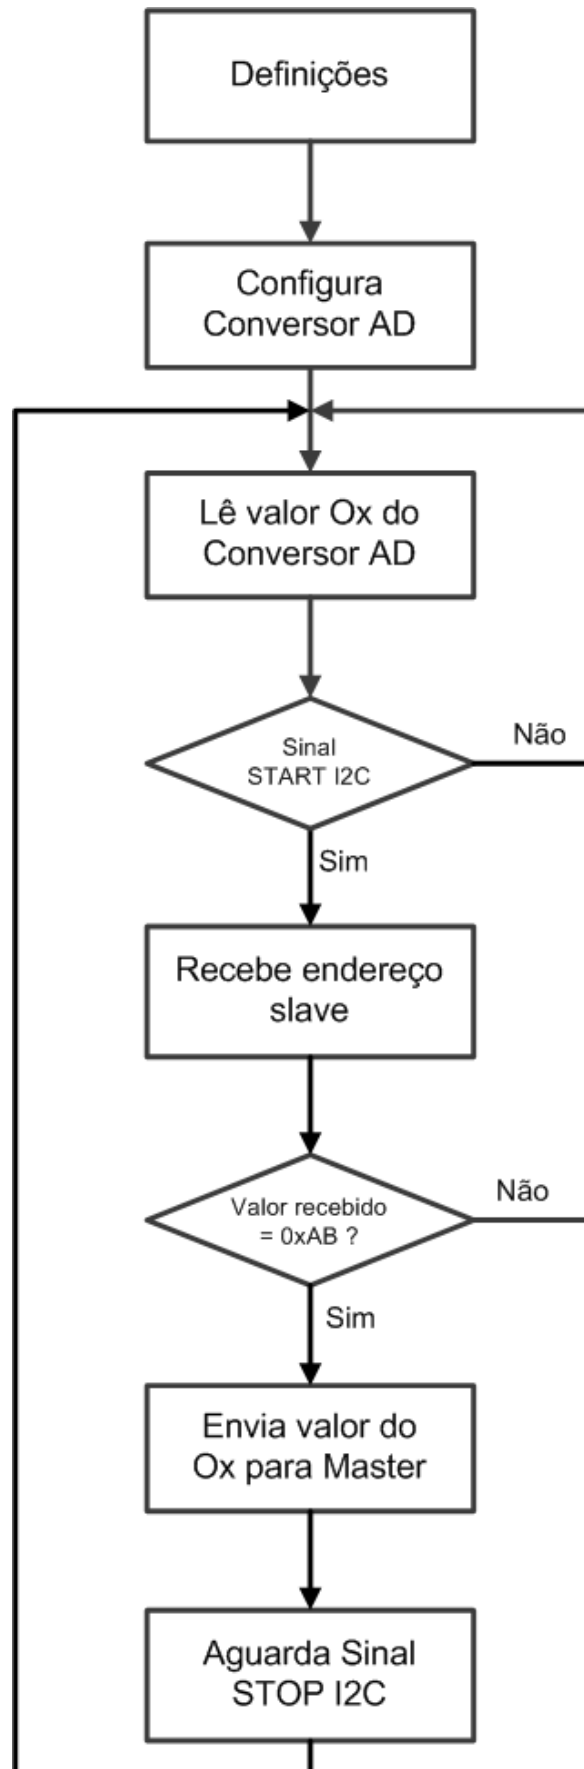 Definições
Configura
Conversor AD
Lê valor Ox do
Conversor AD
Sinal
START I2C
Não
Sim
Recebe endereço
slave
Valor recebido
= 0xAB ?
Não
Sim
Envia valor do
Ox para Master
Aguarda Sinal
STOP I2C